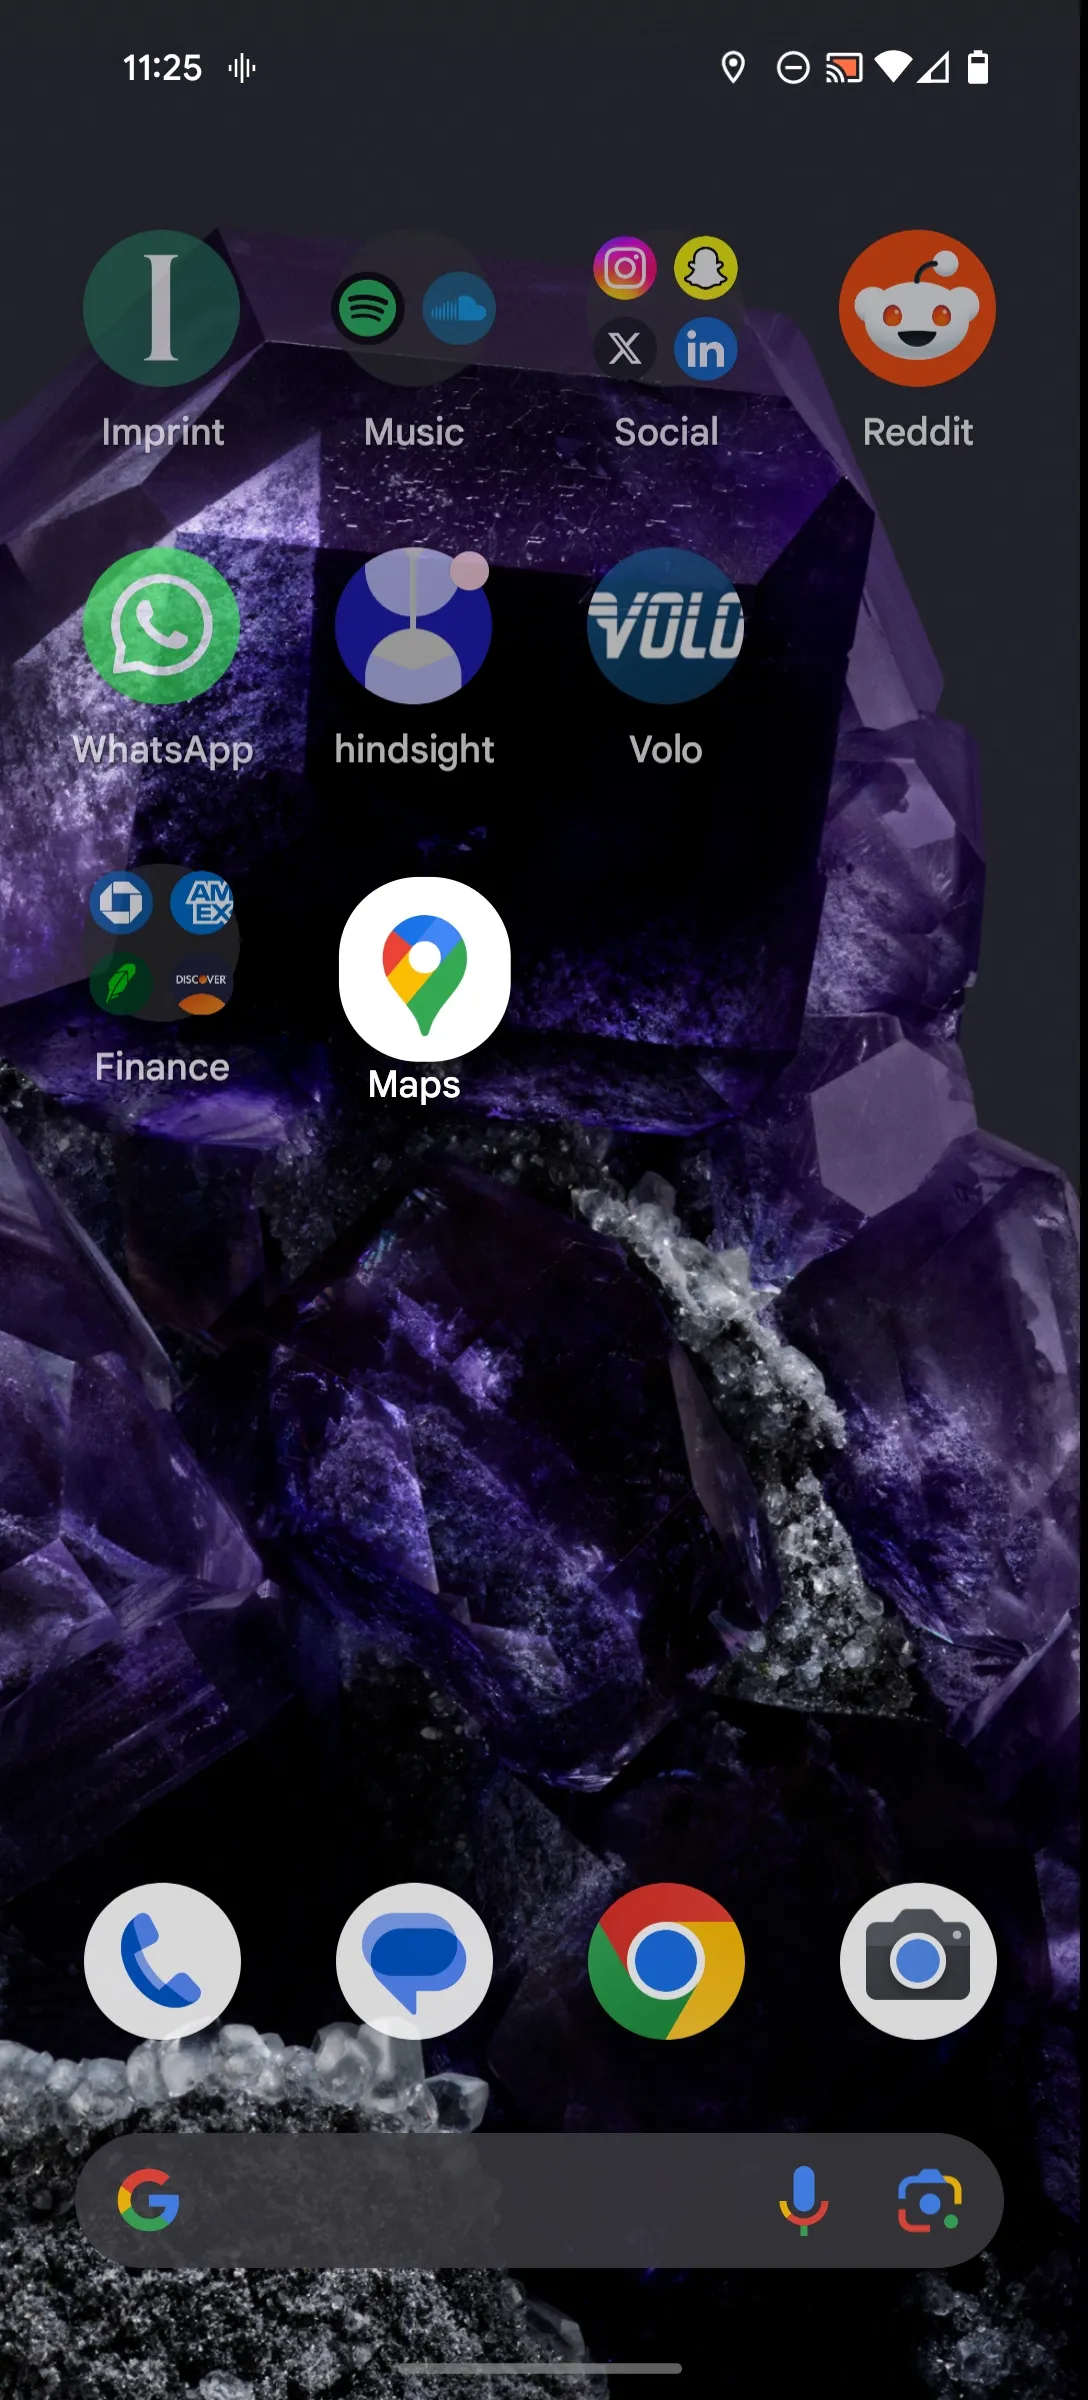 11:25
Imprint
Music
Social
Reddit
in
WhatsApp
hindsight
VOLO
Volo
AM
EX
DISCOVER
Finance
Maps